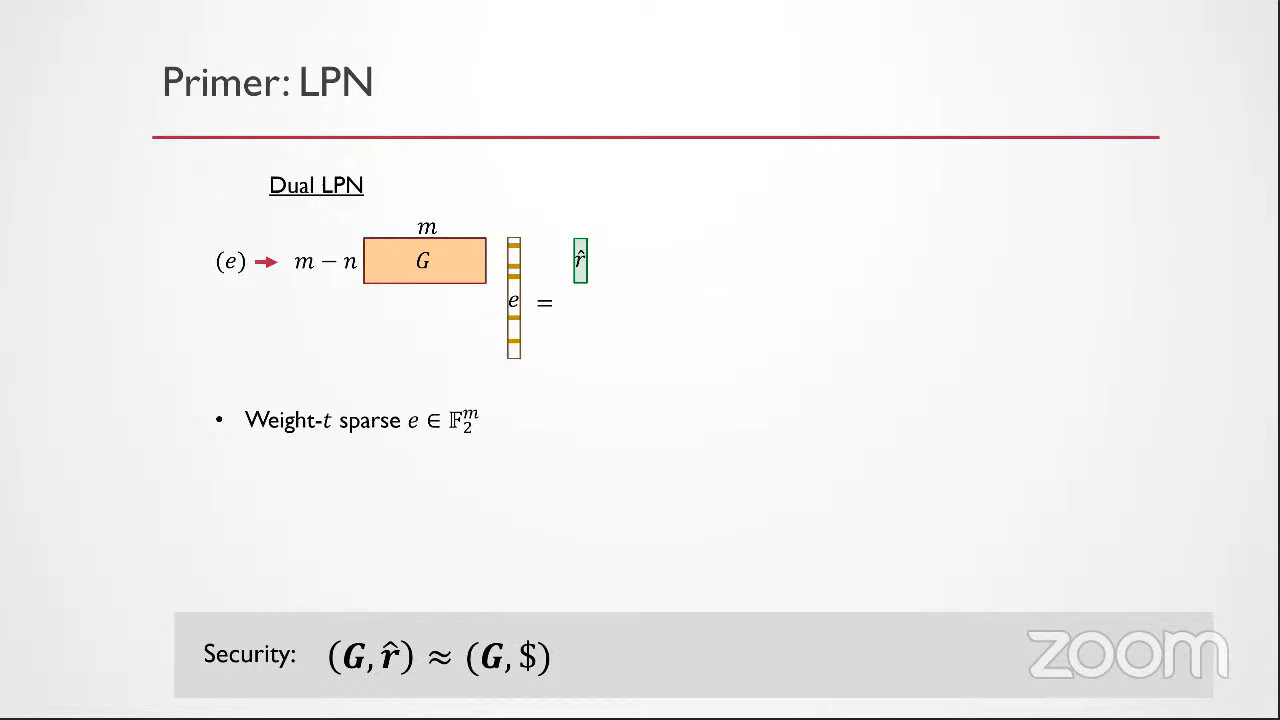 Primer: LPN
Dual LPN
m
(e) → m − n G e = r̂
• Weight-t sparse e ∈ 𝔽₂ᵐ
Security: (G, r̂) ≈ (G, $)
zoom